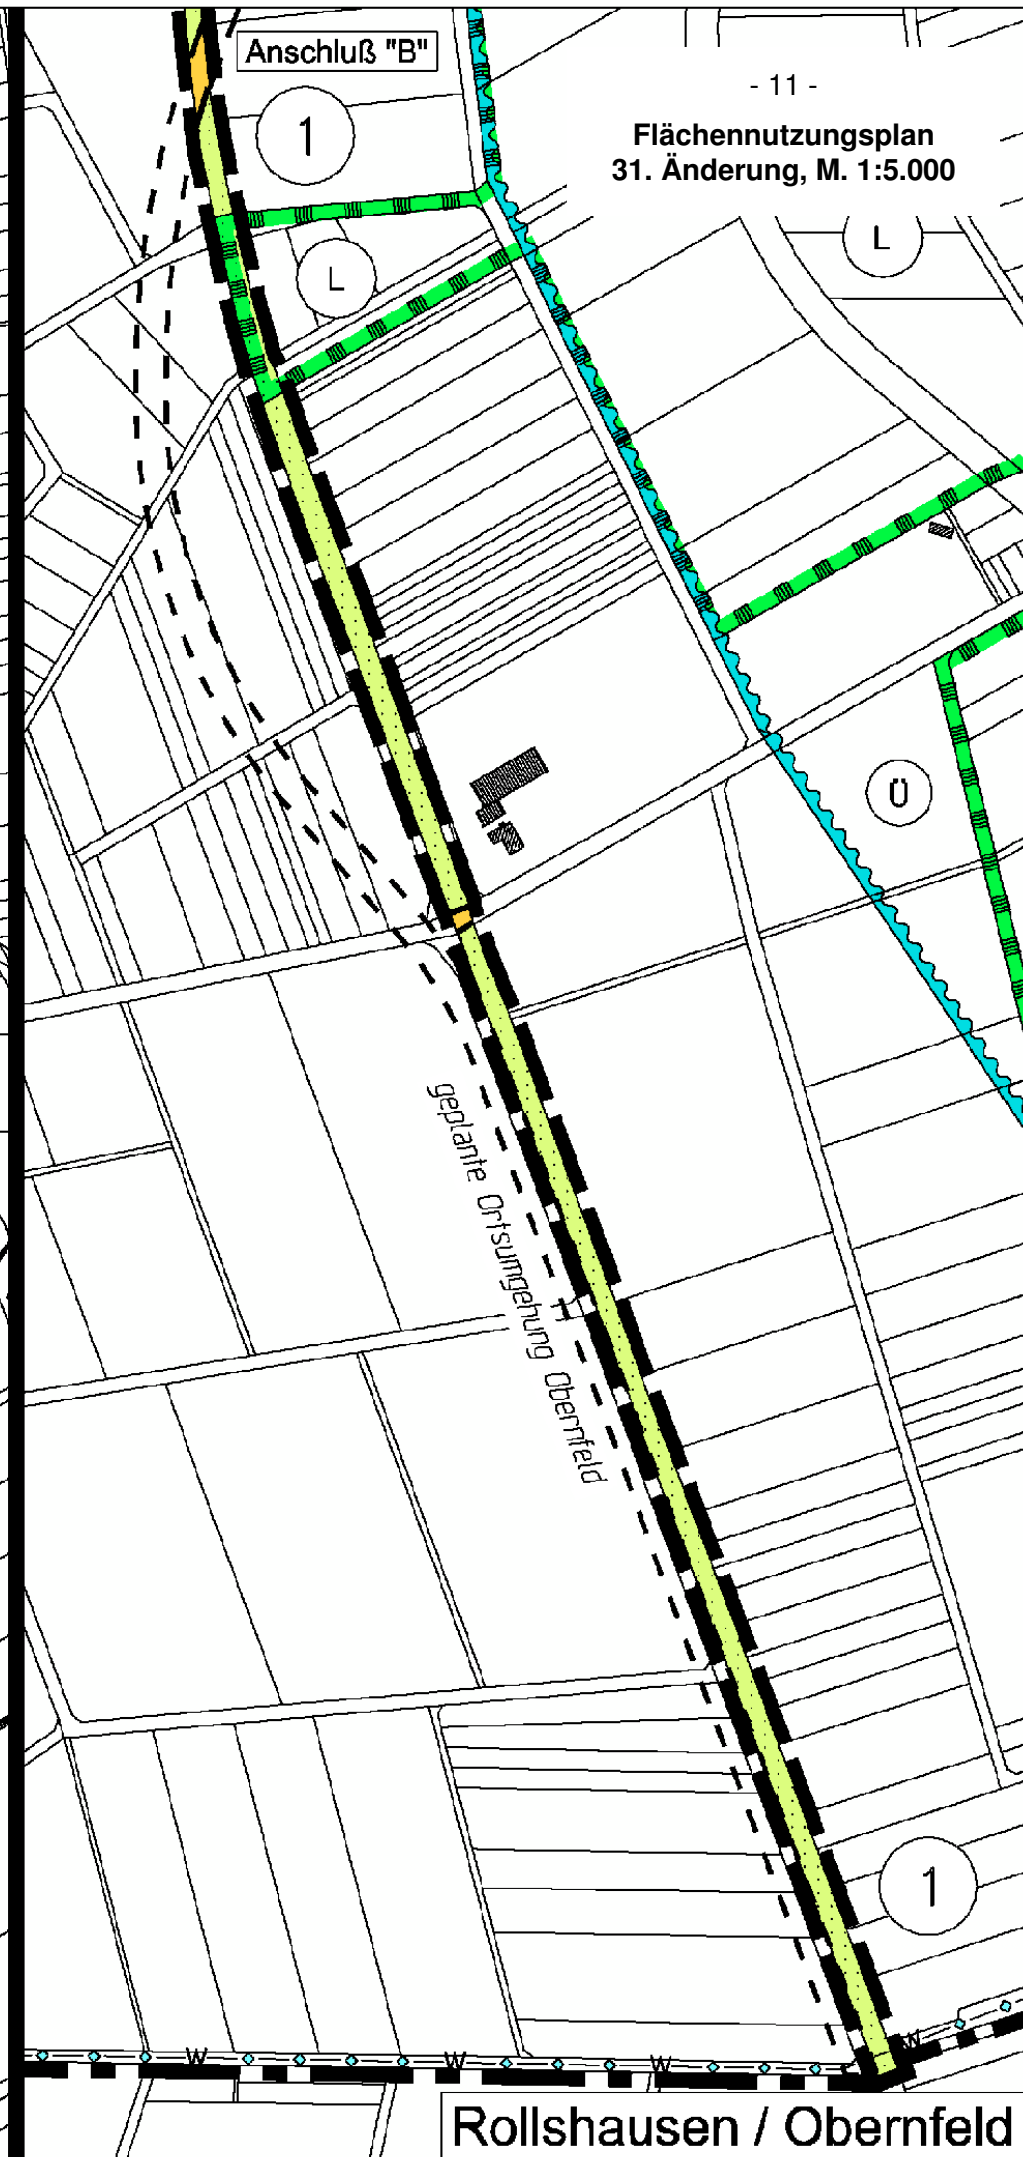 Anschluß "B"
- 11 -
Flächennutzungsplan
31. Änderung, M. 1:5.000
1
L
L
Ü
geplante Ortsumgehung Obernfeld
1
W
W
W
W
Rollshausen / Obernfeld